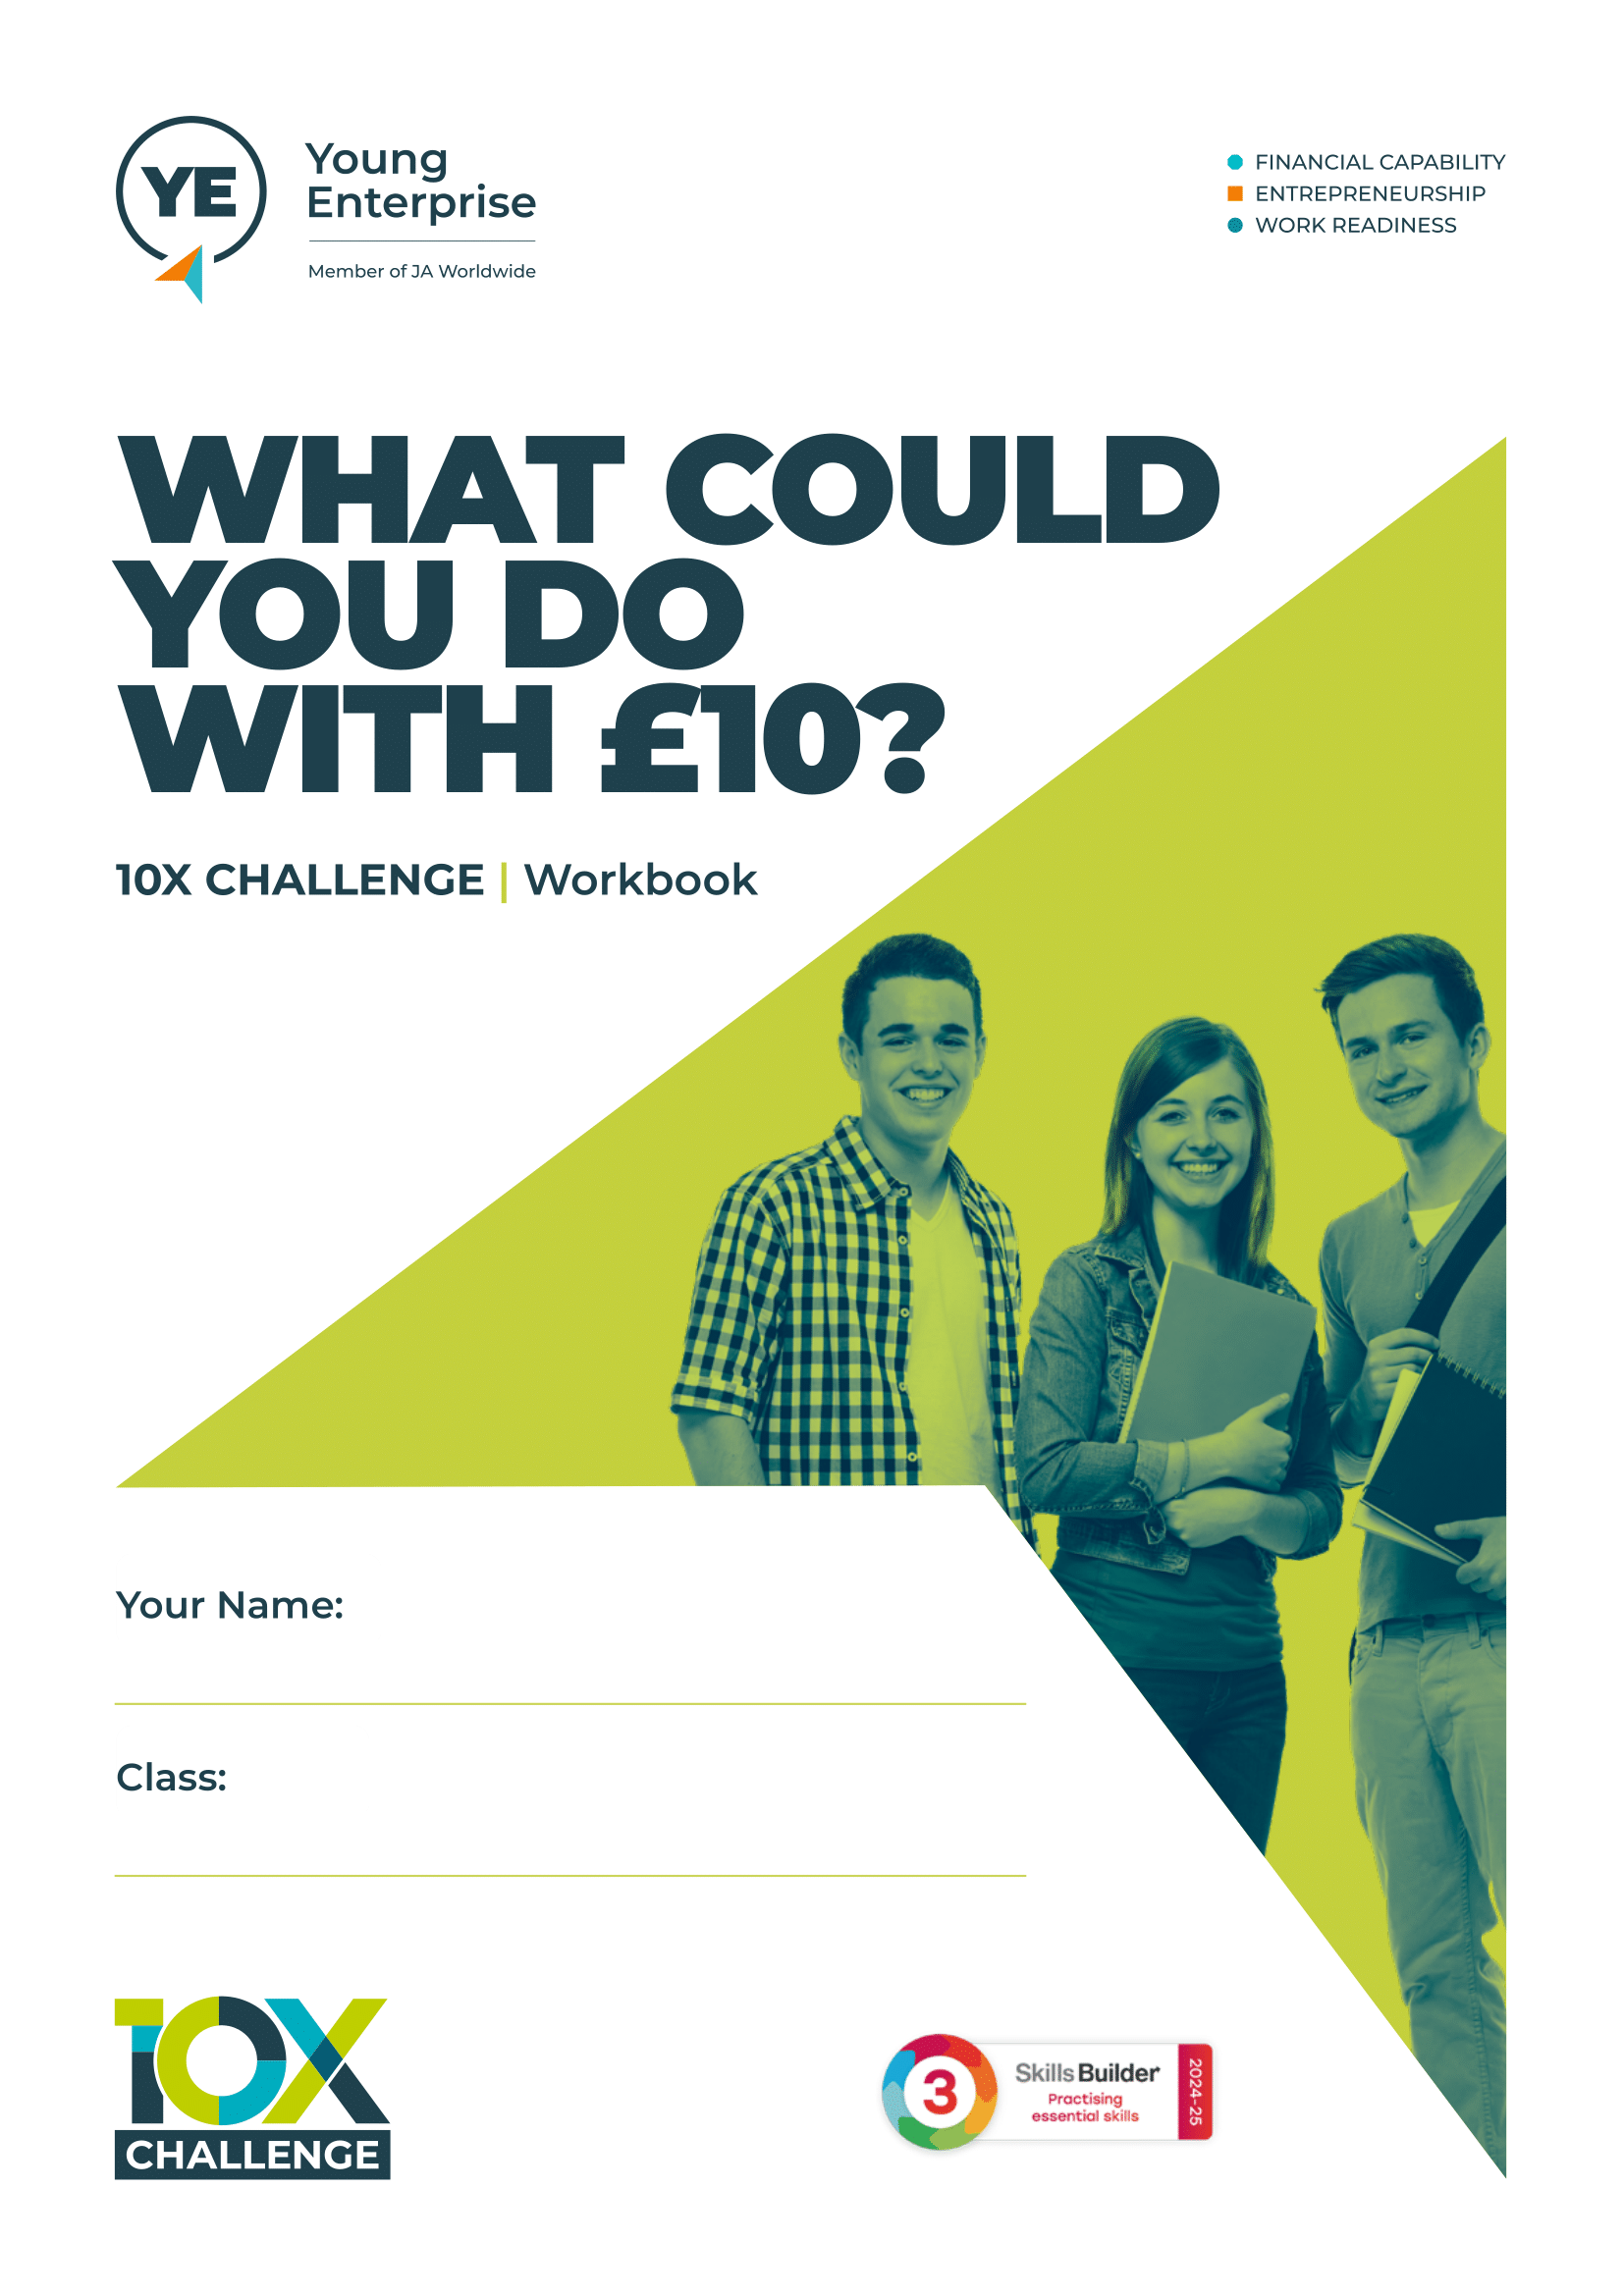 YE
Young
Enterprise
Member of JA Worldwide
FINANCIAL CAPABILITY
ENTREPRENEURSHIP
WORK READINESS
WHAT COULD
YOU DO
WITH £10?
10X CHALLENGE | Workbook
Your Name:
Class:
10X
CHALLENGE
3
Skills Builder
Practising
essential skills
2024-25